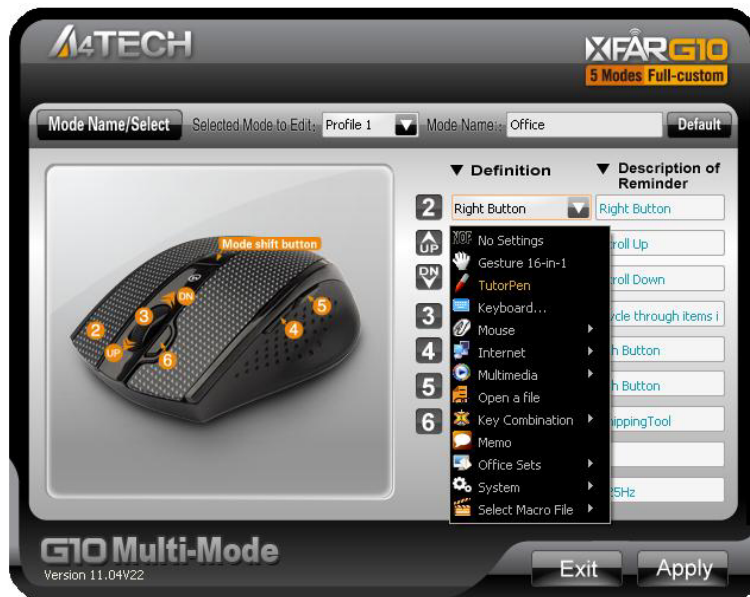 A4TECH
XFAR G10
5 Modes Full-custom
Mode Name/Select Selected Mode to Edit: Profile 1 Mode Name:: Office Default
▼ Definition ▼ Description of Reminder
2 Right Button Right Button
UP roll Up
DN roll Down
3 ycle through items i
4 h Button
5 h Button
6 ippingTool
5Hz
NOF No Settings
Gesture 16-in-1
TutorPen
Keyboard...
Mouse
Internet
Multimedia
Open a file
Key Combination
Memo
Office Sets
System
Select Macro File
Mode shift button
2
3
DN
UP
4
5
6
G10 Multi-Mode
Version 11.04V22
Exit Apply